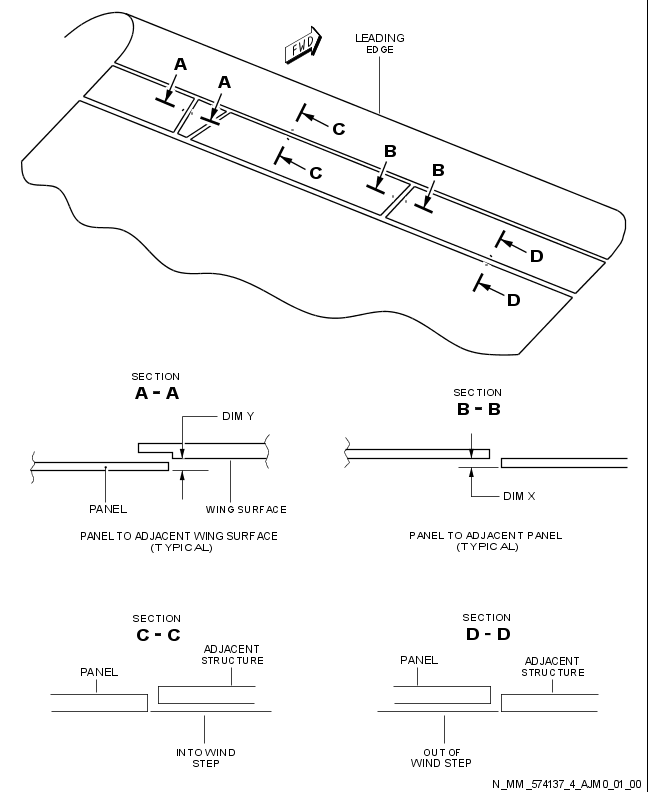 FWD
LEADING
EDGE
A
A
C
C
B
B
D
D
SECTION
A - A
DIM Y
PANEL
WING SURFACE
PANEL TO ADJACENT WING SURFACE
(TYPICAL)
SECTION
B - B
DIM X
PANEL TO ADJACENT PANEL
(TYPICAL)
SECTION
C - C
PANEL
ADJACENT
STRUCTURE
INTO WIND
STEP
SECTION
D - D
PANEL
ADJACENT
STRUCTURE
OUT OF
WIND STEP
N_MM_574137_4_AJM0_01_00